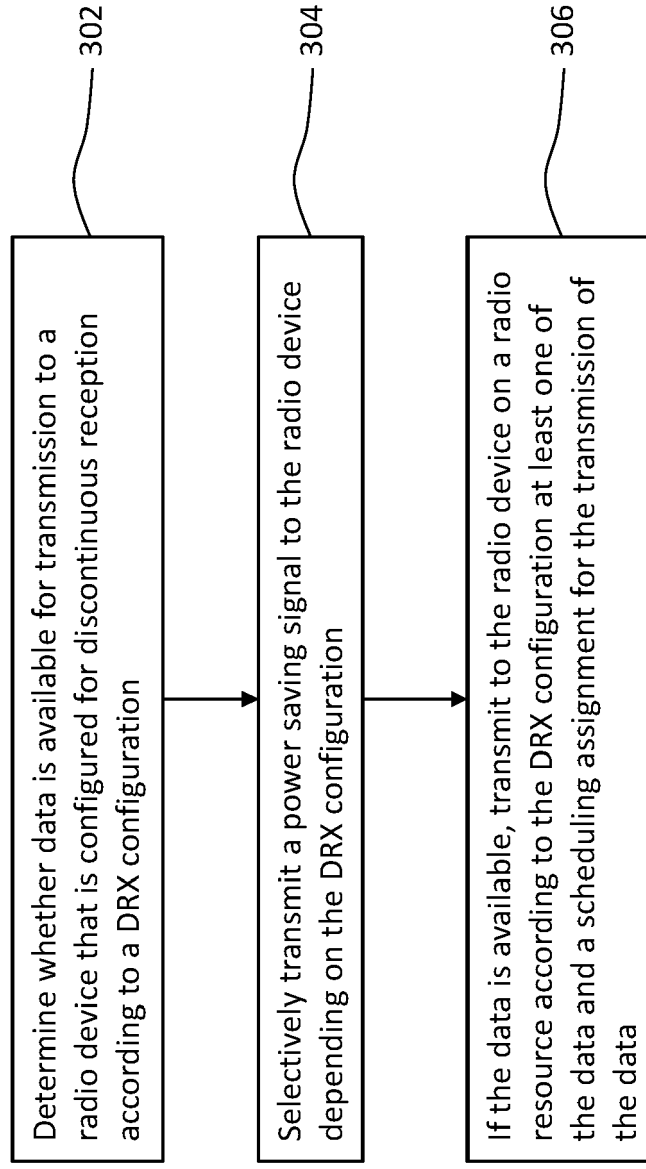 Determine whether data is available for transmission to a
radio device that is configured for discontinuous reception
according to a DRX configuration
302
Selectively transmit a power saving signal to the radio device
depending on the DRX configuration
304
If the data is available, transmit to the radio device on a radio
resource according to the DRX configuration at least one of
the data and a scheduling assignment for the transmission of
the data
306